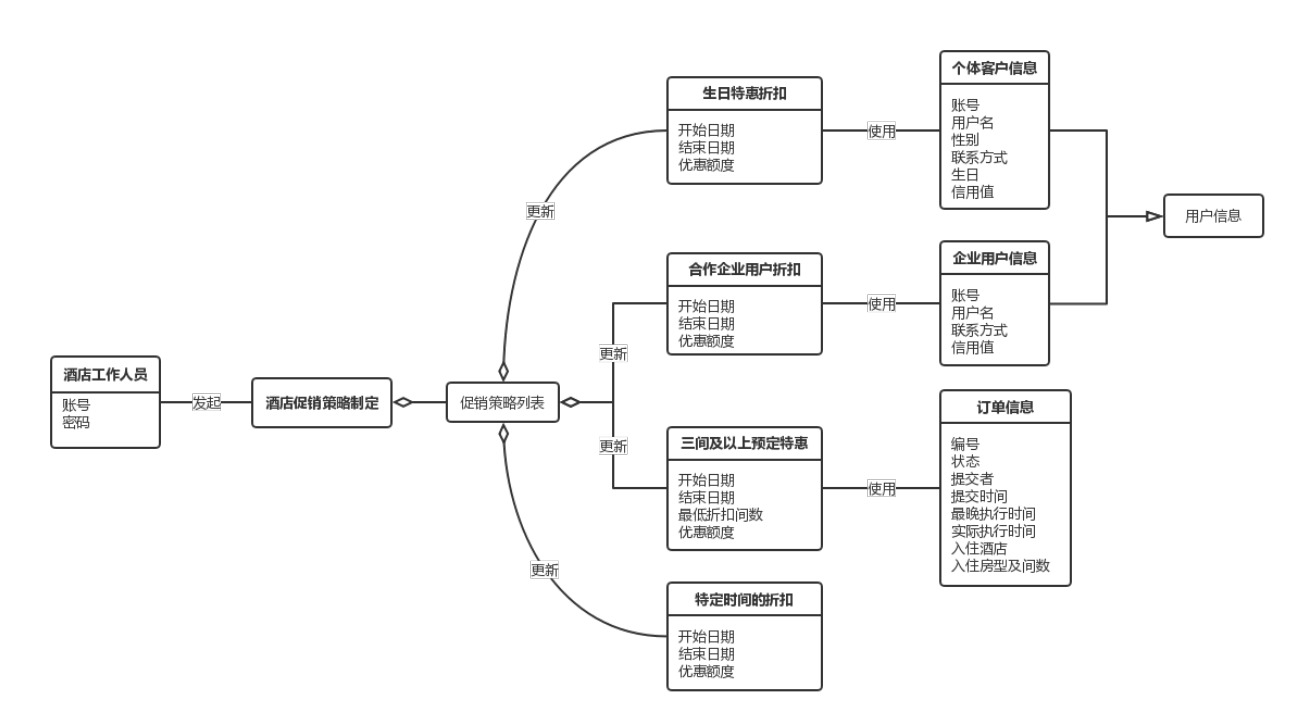 酒店工作人员
账号
密码
发起
酒店促销策略制定
促销策略列表
更新
更新
更新
更新
生日特惠折扣
开始日期
结束日期
优惠额度
使用
个体客户信息
账号
用户名
性别
联系方式
生日
信用值
合作企业用户折扣
开始日期
结束日期
优惠额度
使用
企业用户信息
账号
用户名
联系方式
信用值
用户信息
三间及以上预定特惠
开始日期
结束日期
最低折扣间数
优惠额度
使用
订单信息
编号
状态
提交者
提交时间
最晚执行时间
实际执行时间
入住酒店
入住房型及间数
特定时间的折扣
开始日期
结束日期
优惠额度